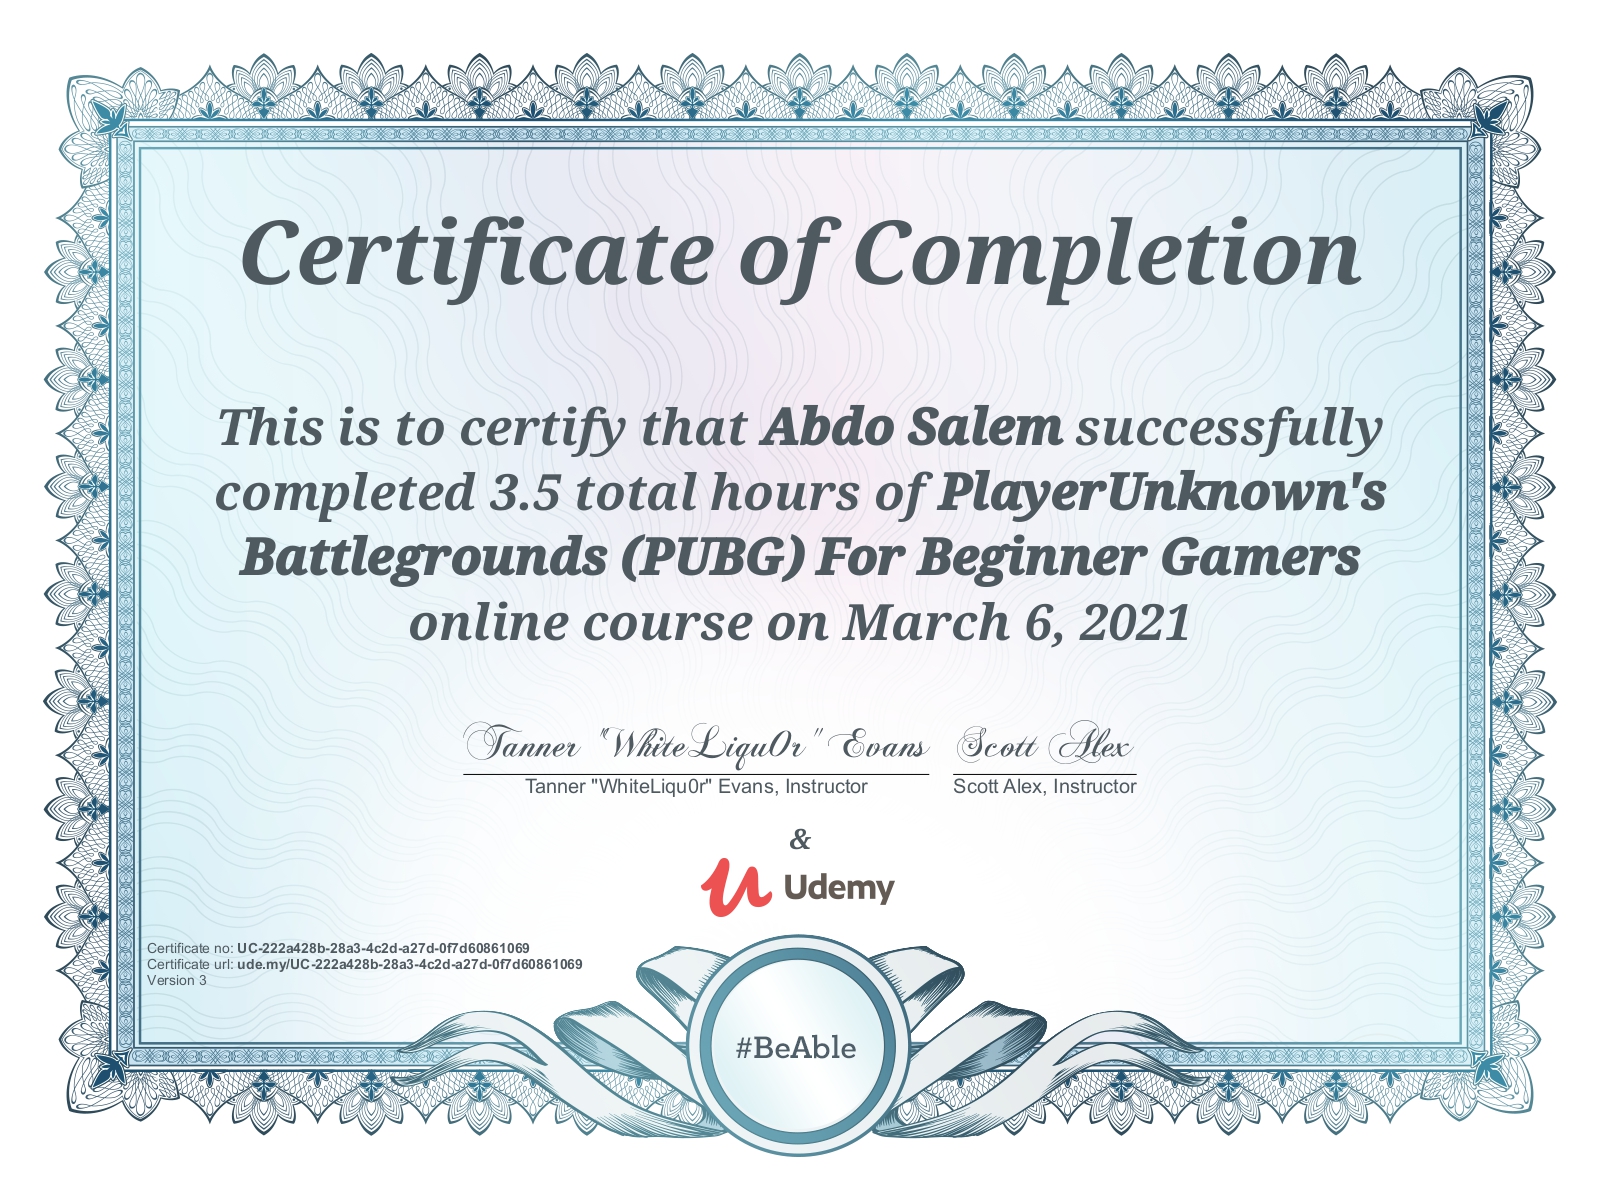 Certificate of Completion
This is to certify that Abdo Salem successfully
completed 3.5 total hours of PlayerUnknown's
Battlegrounds (PUBG) For Beginner Gamers
online course on March 6, 2021
Tanner "WhiteLiqu0r" Evans Scott Alex
Tanner "WhiteLiqu0r" Evans, Instructor Scott Alex, Instructor
&
Udemy
Certificate no: UC-222a428b-28a3-4c2d-a27d-0f7d60861069
Certificate url: ude.my/UC-222a428b-28a3-4c2d-a27d-0f7d60861069
Version 3
#BeAble